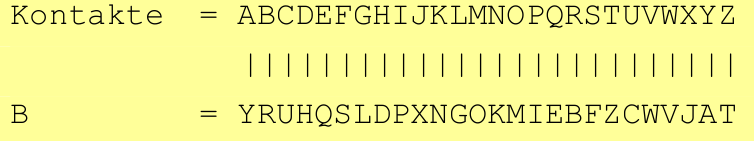 Kontakte  = ABCDEFGHIJKLMNOPQRSTUVWXYZ
            ||||||||||||||||||||||||||
B         = YRUHQSLDPXNGOKMIEBFZCWVJAT